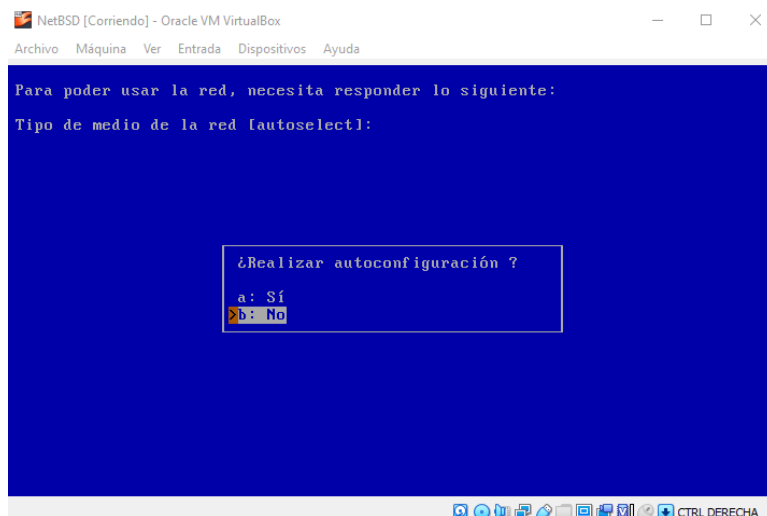 NetBSD [Corriendo] - Oracle VM VirtualBox
Archivo Máquina Ver Entrada Dispositivos Ayuda
Para poder usar la red, necesita responder lo siguiente:
Tipo de medio de la red [autoselect]:
¿Realizar autoconfiguración ?
a: Sí
>b: No
CTRL DERECHA